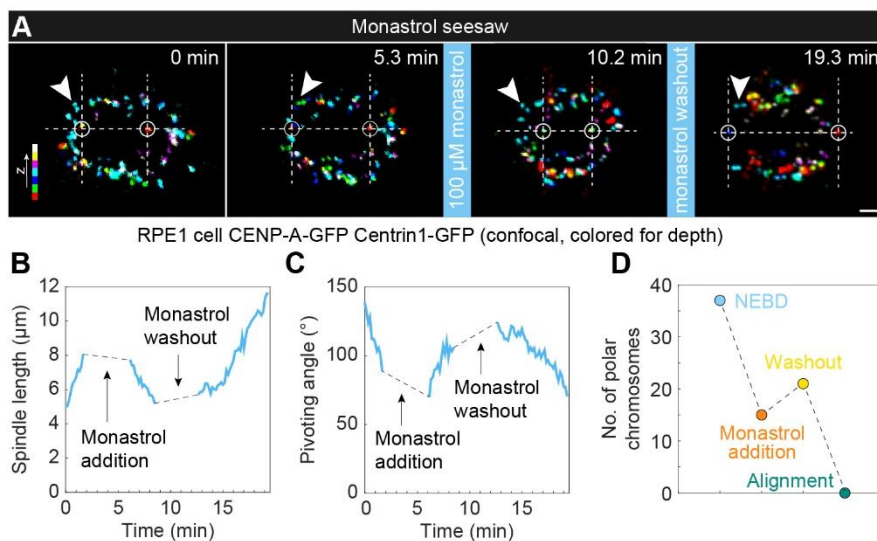 A
Monastrol seesaw
0 min
5.3 min
100 µM monastrol
10.2 min
monastrol washout
19.3 min
z
RPE1 cell CENP-A-GFP Centrin1-GFP (confocal, colored for depth)
B
Spindle length (µm)
12
10
8
6
4
2
0
Monastrol
washout
Monastrol
addition
0
5
10
15
Time (min)
C
Pivoting angle (°)
150
100
50
0
Monastrol
washout
Monastrol
addition
0
5
10
15
Time (min)
D
No. of polar
chromosomes
40
30
20
10
0
NEBD
Washout
Monastrol
addition
Alignment